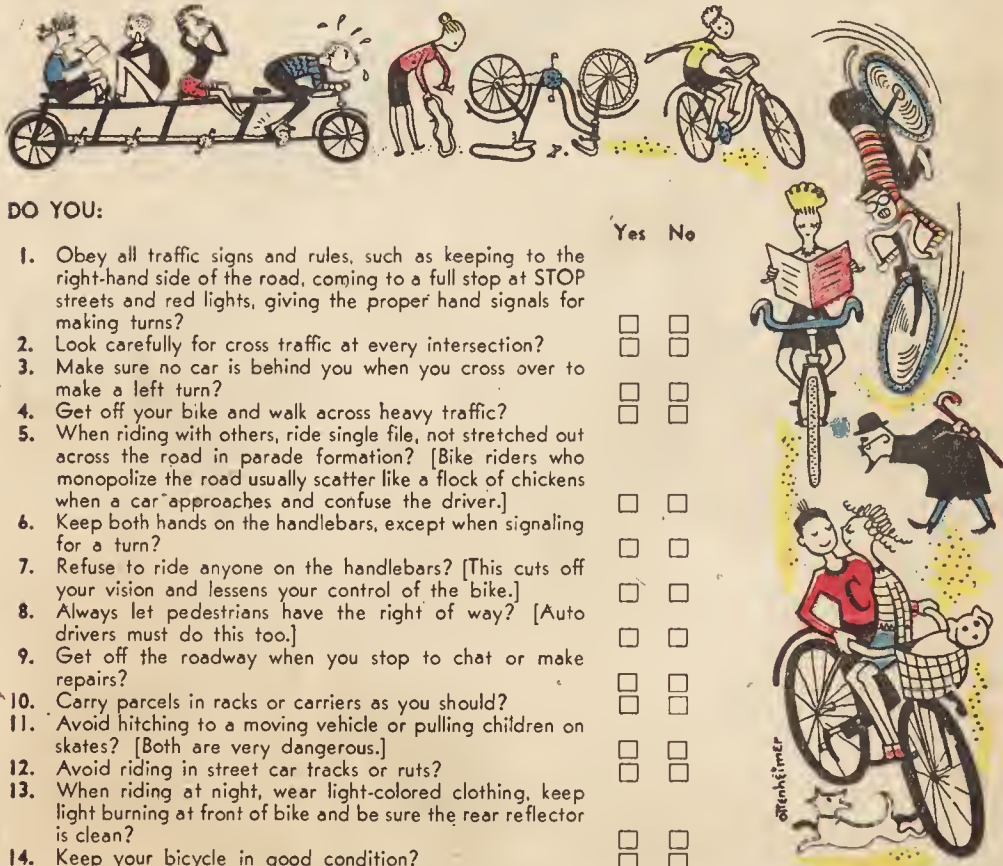 DO YOU:
Yes No
1. Obey all traffic signs and rules, such as keeping to the
right-hand side of the road, coming to a full stop at STOP
streets and red lights, giving the proper hand signals for
making turns?
2. Look carefully for cross traffic at every intersection?
3. Make sure no car is behind you when you cross over to
make a left turn?
4. Get off your bike and walk across heavy traffic?
5. When riding with others, ride single file, not stretched out
across the road in parade formation? [Bike riders who
monopolize the road usually scatter like a flock of chickens
when a car approaches and confuse the driver.]
6. Keep both hands on the handlebars, except when signaling
for a turn?
7. Refuse to ride anyone on the handlebars? [This cuts off
your vision and lessens your control of the bike.]
8. Always let pedestrians have the right of way? [Auto
drivers must do this too.]
9. Get off the roadway when you stop to chat or make
repairs?
10. Carry parcels in racks or carriers as you should?
11. Avoid hitching to a moving vehicle or pulling children on
skates? [Both are very dangerous.]
12. Avoid riding in street car tracks or ruts?
13. When riding at night, wear light-colored clothing, keep
light burning at front of bike and be sure the rear reflector
is clean?
14. Keep your bicycle in good condition?
C
ottenheimer